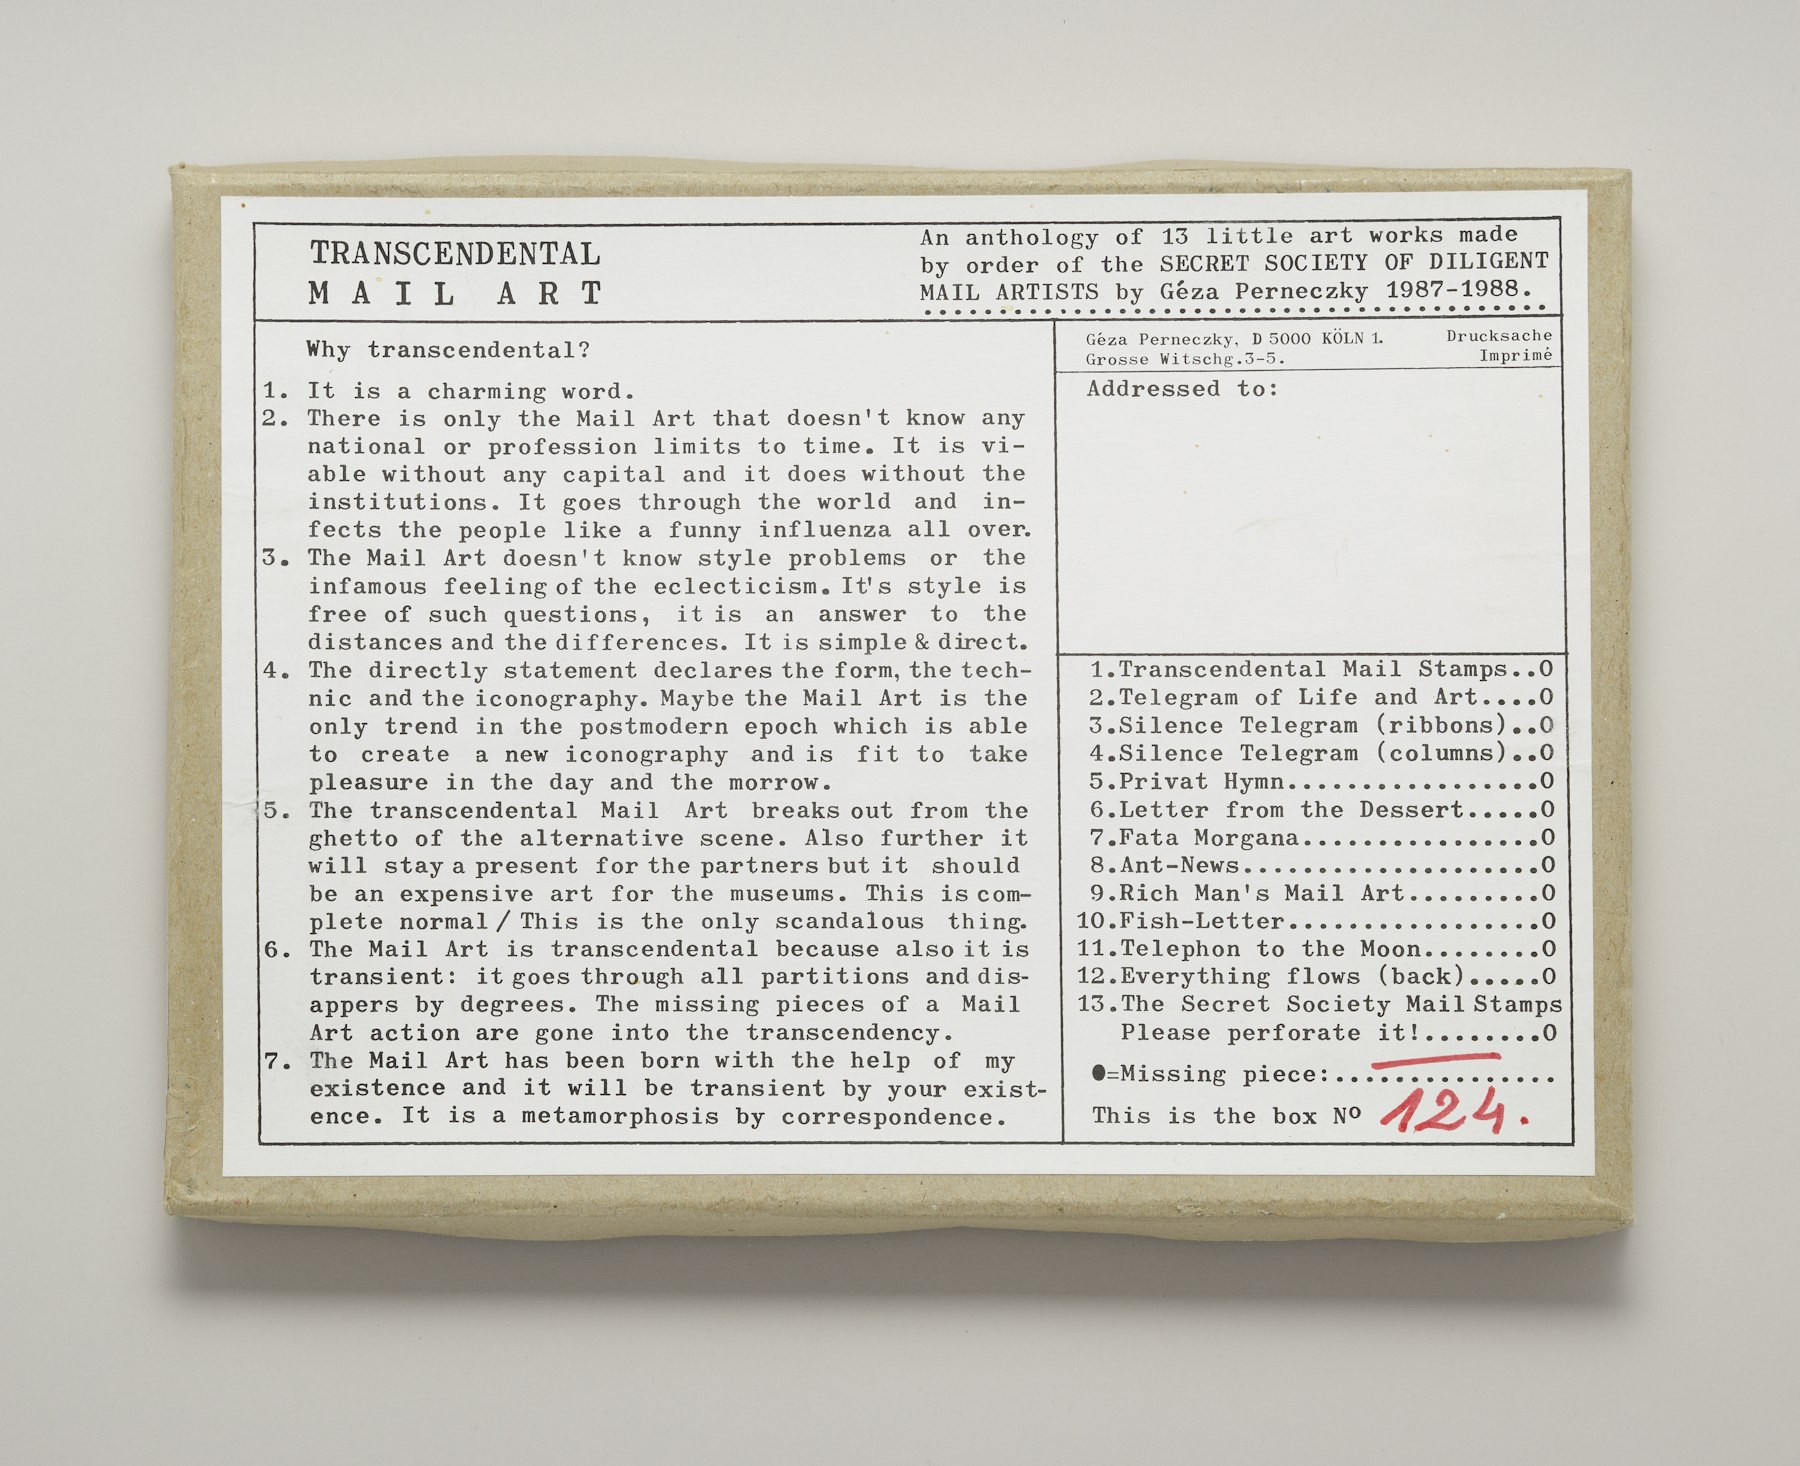 TRANSCENDENTAL
MAIL ART
An anthology of 13 little art works made
by order of the SECRET SOCIETY OF DILIGENT
MAIL ARTISTS by Géza Perneczky 1987-1988.
Why transcendental?
1. It is a charming word.
2. There is only the Mail Art that doesn't know any
national or profession limits to time. It is vi-
able without any capital and it does without the
institutions. It goes through the world and in-
fects the people like a funny influenza all over.
3. The Mail Art doesn't know style problems or the
infamous feeling of the eclecticism. It's style is
free of such questions, it is an answer to the
distances and the differences. It is simple & direct.
4. The directly statement declares the form, the tech-
nic and the iconography. Maybe the Mail Art is the
only trend in the postmodern epoch which is able
to create a new iconography and is fit to take
pleasure in the day and the morrow.
5. The transcendental Mail Art breaks out from the
ghetto of the alternative scene. Also further it
will stay a present for the partners but it should
be an expensive art for the museums. This is com-
plete normal / This is the only scandalous thing.
6. The Mail Art is transcendental because also it is
transient: it goes through all partitions and dis-
appers by degrees. The missing pieces of a Mail
Art action are gone into the transcendency.
7. The Mail Art has been born with the help of my
existence and it will be transient by your exist-
ence. It is a metamorphosis by correspondence.
Géza Perneczky, D 5000 KÖLN 1. Drucksache
Grosse Witschg.3-5. Imprimé
Addressed to:
1.Transcendental Mail Stamps..O
2.Telegram of Life and Art....O
3.Silence Telegram (ribbons)..O
4.Silence Telegram (columns)..O
5.Privat Hymn.................O
6.Letter from the Dessert.....O
7.Fata Morgana................O
8.Ant-News....................O
9.Rich Man's Mail Art.........O
10.Fish-Letter.................O
11.Telephon to the Moon........O
12.Everything flows (back).....O
13.The Secret Society Mail Stamps
Please perforate it!........O
●=Missing piece:...............
This is the box Nº 124.